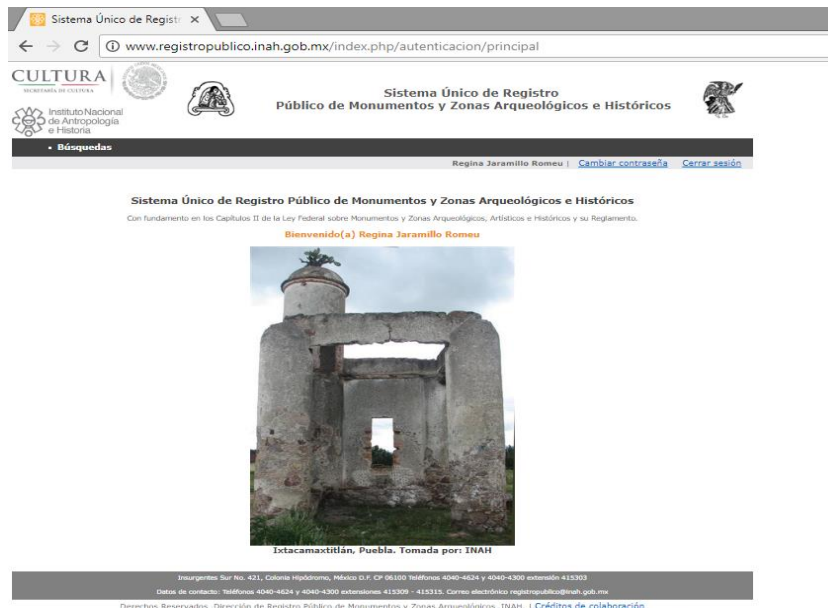 Sistema Único de Registr
www.registropublico.inah.gob.mx/index.php/autenticacion/principal
CULTURA
SECRETARÍA DE CULTURA
Instituto Nacional
de Antropología
e Historia
Sistema Único de Registro
Público de Monumentos y Zonas Arqueológicos e Históricos
• Búsquedas
Regina Jaramillo Romeu | Cambiar contraseña Cerrar sesión
Sistema Único de Registro Público de Monumentos y Zonas Arqueológicos e Históricos
Con fundamento en los Capítulos II de la Ley Federal sobre Monumentos y Zonas Arqueológicos, Artísticos e Históricos y su Reglamento.
Bienvenido(a) Regina Jaramillo Romeu
Ixtacamaxtitlán, Puebla. Tomada por: INAH
Insurgentes Sur No. 421, Colonia Hipódromo, México D.F. CP 06100 Teléfonos 4040-4624 y 4040-4300 extensión 415303
Datos de contacto: Teléfonos 4040-4624 y 4040-4300 extensiones 415309 - 415315. Correo electrónico registropublico@inah.gob.mx
Derechos Reservados. Dirección de Registro Público de Monumentos y Zonas Arqueológicos, INAH. | Créditos de colaboración